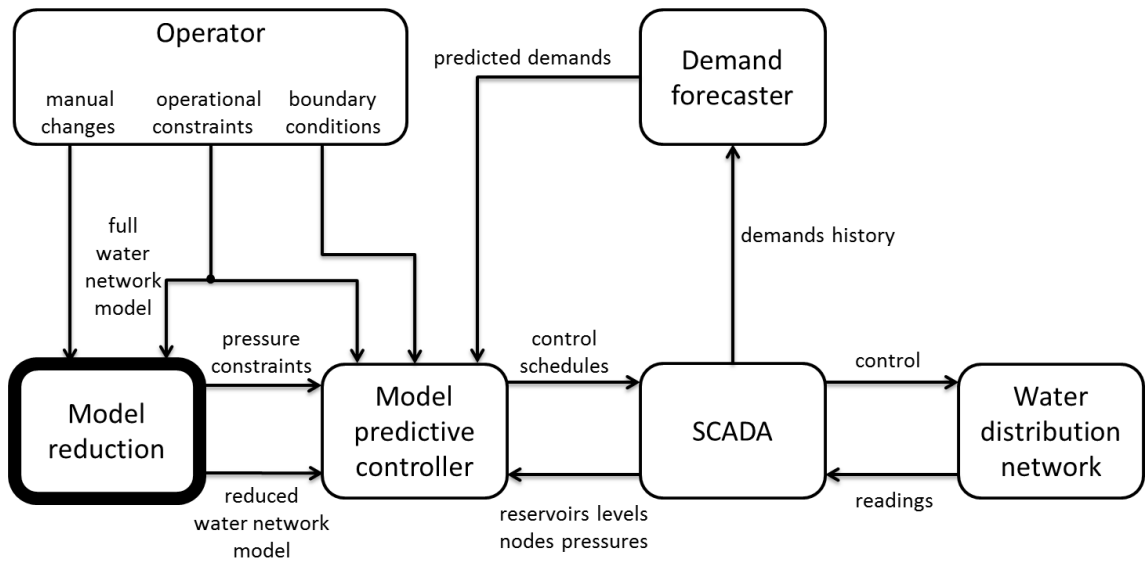 Operator
manual
changes
operational
constraints
boundary
conditions
predicted demands
Demand
forecaster
full
water
network
model
demands history
pressure
constraints
control
schedules
control
Model
reduction
Model
predictive
controller
SCADA
Water
distribution
network
reduced
water network
model
reservoirs levels
nodes pressures
readings